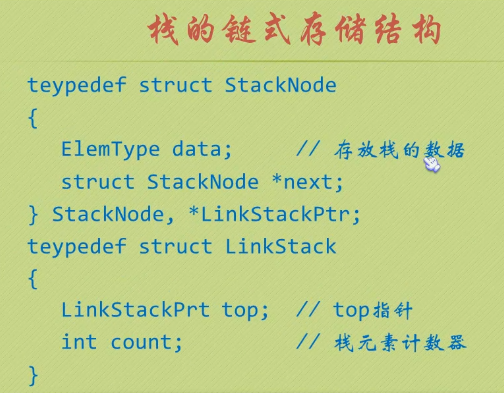 栈的链式存储结构
teypedef struct StackNode
{
ElemType data; // 存放栈的数据
struct StackNode *next;
} StackNode, *LinkStackPtr;
teypedef struct LinkStack
{
LinkStackPrt top; // top指针
int count; // 栈元素计数器
}